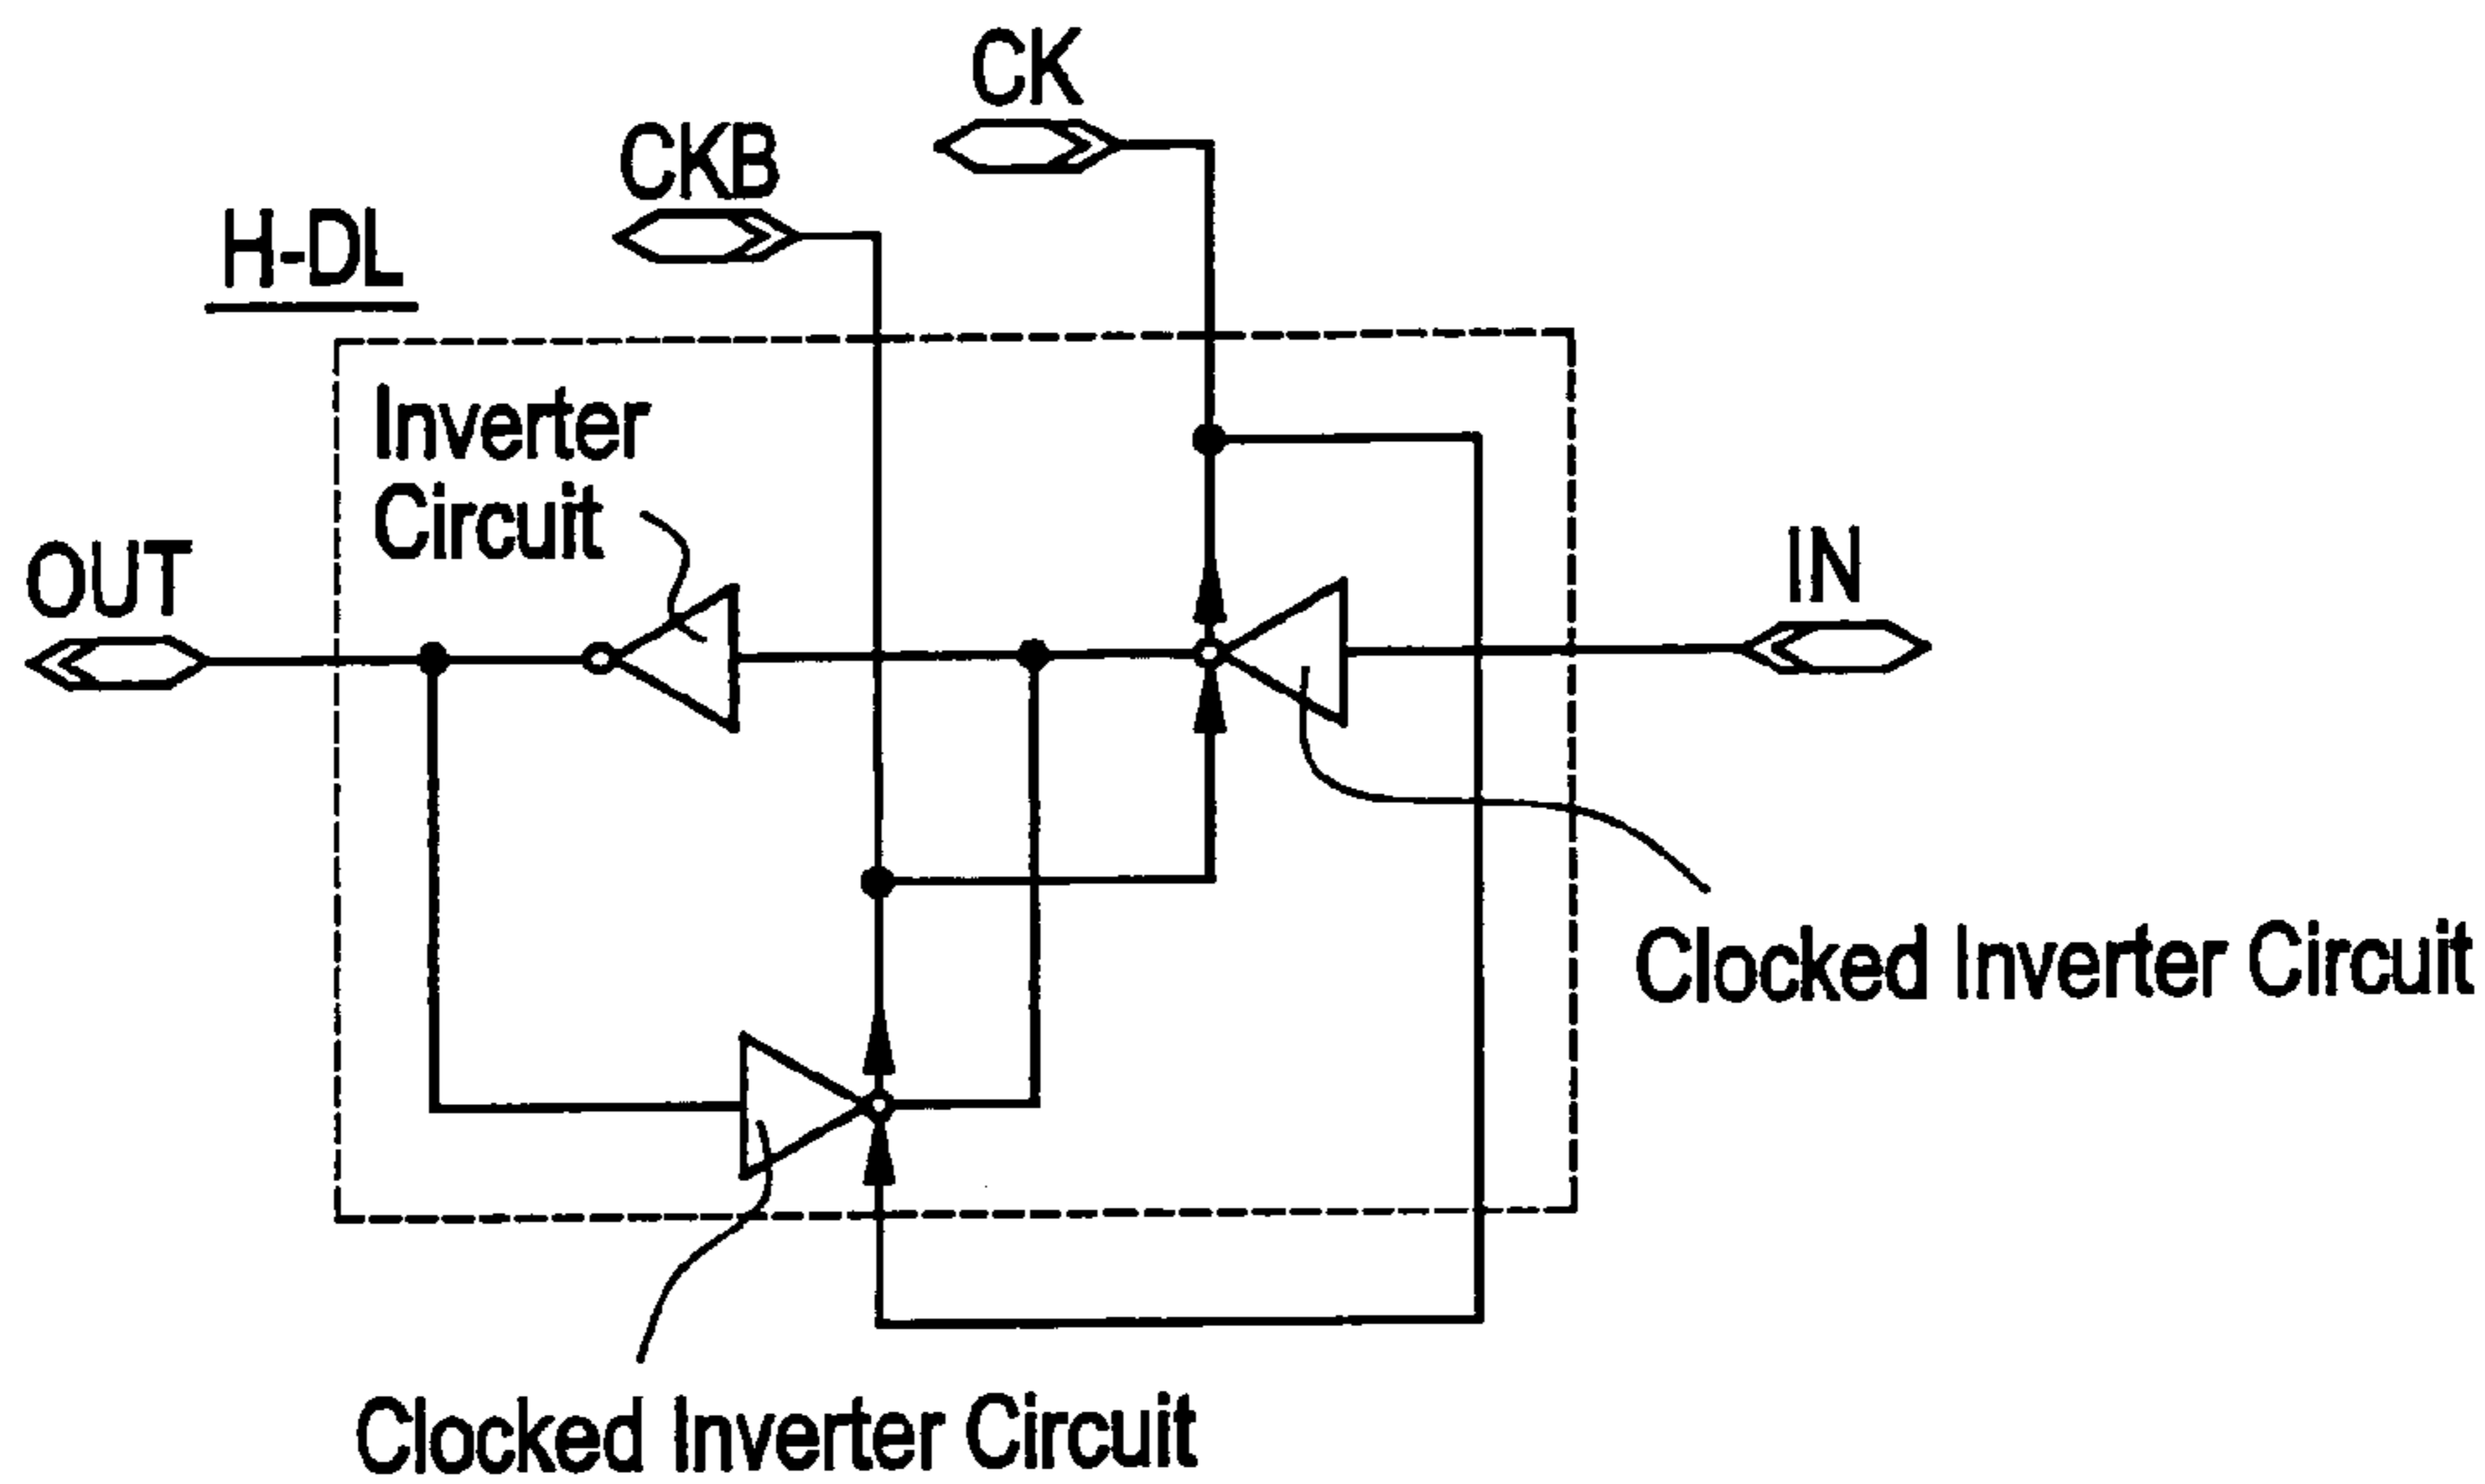 CK
CKB
H-DL
Inverter
Circuit
OUT
IN
Clocked Inverter Circuit
Clocked Inverter Circuit